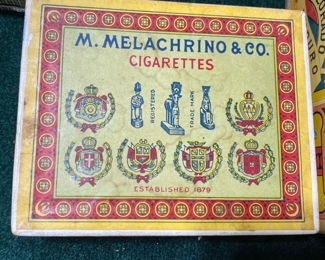 M. MELACHRINO & CO.
CIGARETTES
REGISTERED
TRADE MARK
ESTABLISHED 1879